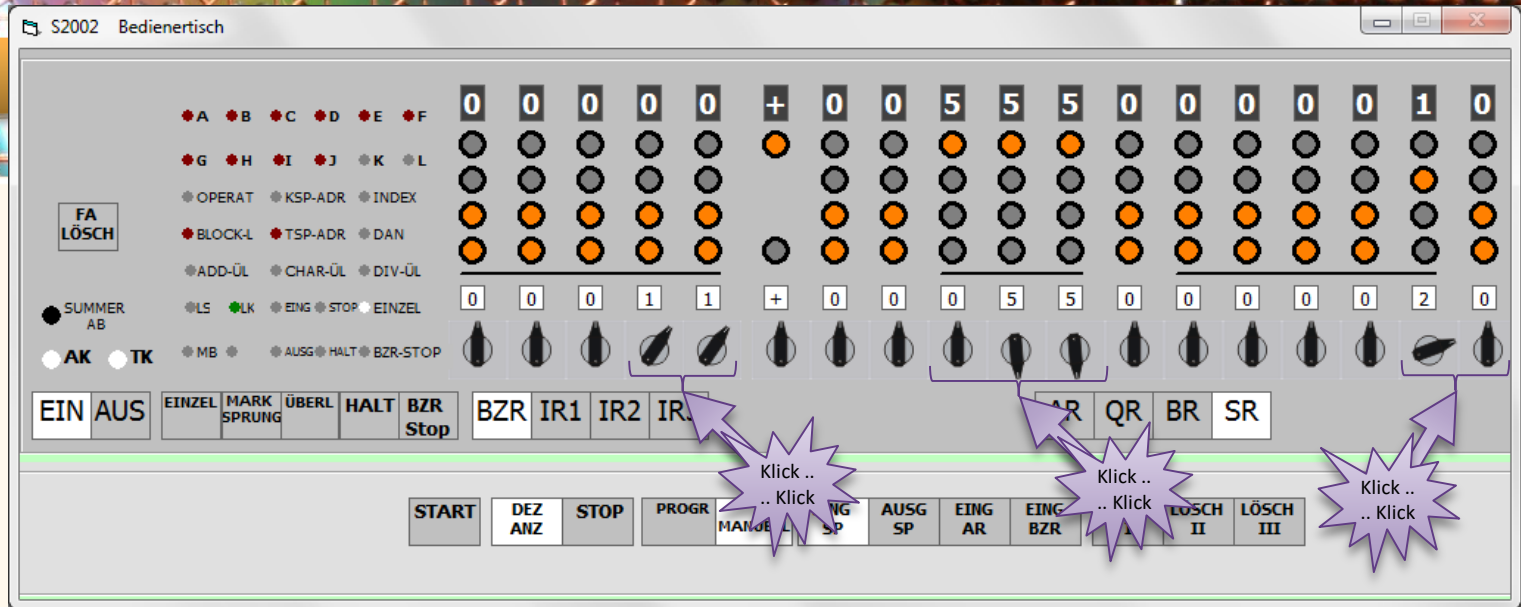 S2002 Bedienertisch
0 0 0 0 0 + 0 0 5 5 5 0 0 0 0 0 1 0
A B C D E F
G H I J K L
OPERAT KSP-ADR INDEX
FA
LÖSCH
BLOCK-L TSP-ADR DAN
ADD-ÜL CHAR-ÜL DIV-ÜL
0 0 0 1 1 + 0 0 0 5 5 0 0 0 0 0 2 0
SUMMER
AB
LS LK EING STOP EINZEL
AK TK
MB AUSG HALT BZR-STOP
EIN AUS
EINZEL
MARK
SPRUNG
ÜBERL
HALT
BZR
Stop
BZR IR1 IR2
AR QR BR SR
Klick ..
.. Klick
Klick ..
.. Klick
Klick ..
.. Klick
START
DEZ
ANZ
STOP
PROGR
AUSG
SP
EING
AR
EING
BZR
LÖSCH
II
LÖSCH
III